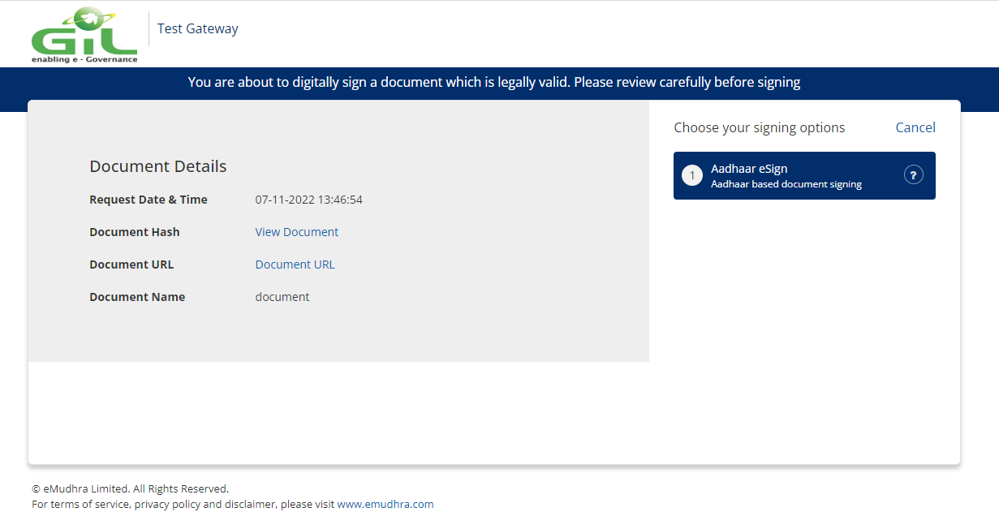 GiL
enabling e - Governance
Test Gateway
You are about to digitally sign a document which is legally valid. Please review carefully before signing
Document Details
Request Date & Time 07-11-2022 13:46:54
Document Hash View Document
Document URL Document URL
Document Name document
Choose your signing options Cancel
1 Aadhaar eSign ?
Aadhaar based document signing
© eMudhra Limited. All Rights Reserved.
For terms of service, privacy policy and disclaimer, please visit www.emudhra.com